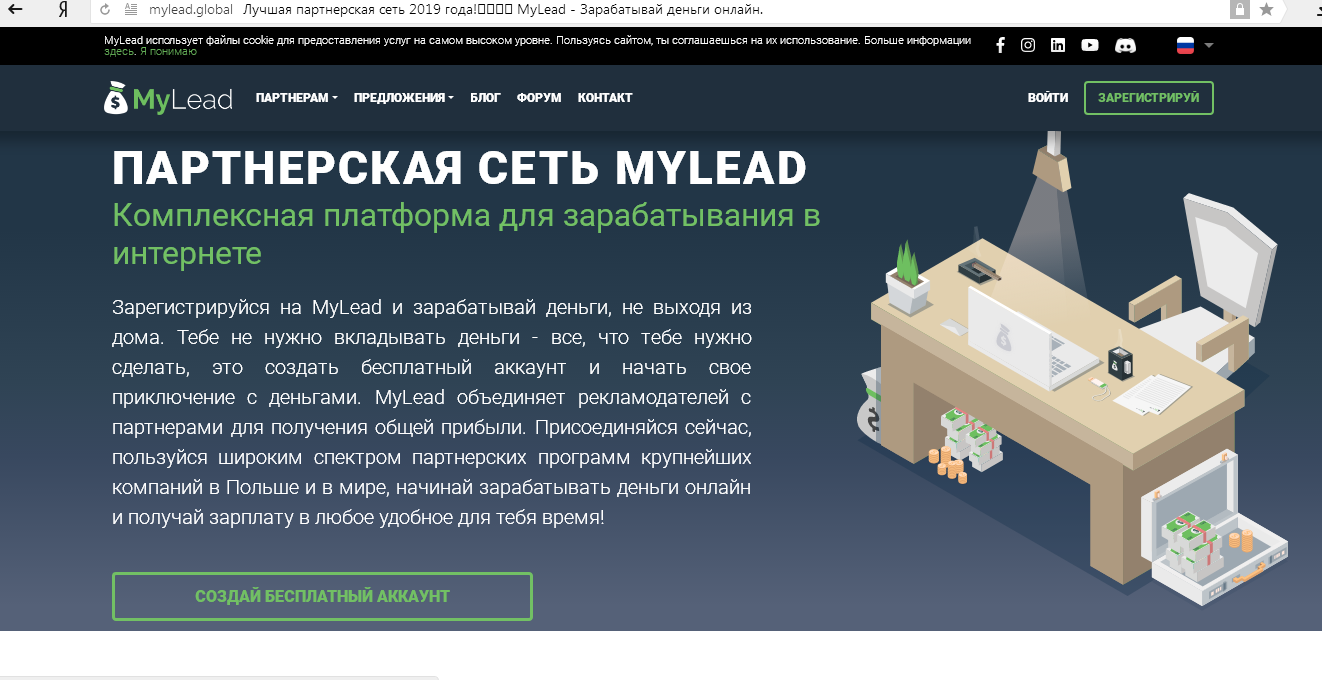 Я mylead.global Лучшая партнерская сеть 2019 года! MyLead - Зарабатывай деньги онлайн.
MyLead использует файлы cookie для предоставления услуг на самом высоком уровне. Пользуясь сайтом, ты соглашаешься на их использование. Больше информации
здесь. Я понимаю
MyLead ПАРТНЕРАМ ПРЕДЛОЖЕНИЯ БЛОГ ФОРУМ КОНТАКТ ВОЙТИ ЗАРЕГИСТРИРУЙ
ПАРТНЕРСКАЯ СЕТЬ MYLEAD
Комплексная платформа для зарабатывания в
интернете
Зарегистрируйся на MyLead и зарабатывай деньги, не выходя из
дома. Тебе не нужно вкладывать деньги - все, что тебе нужно
сделать, это создать бесплатный аккаунт и начать свое
приключение с деньгами. MyLead объединяет рекламодателей с
партнерами для получения общей прибыли. Присоединяйся сейчас,
пользуйся широким спектром партнерских программ крупнейших
компаний в Польше и в мире, начинай зарабатывать деньги онлайн
и получай зарплату в любое удобное для тебя время!
СОЗДАЙ БЕСПЛАТНЫЙ АККАУНТ